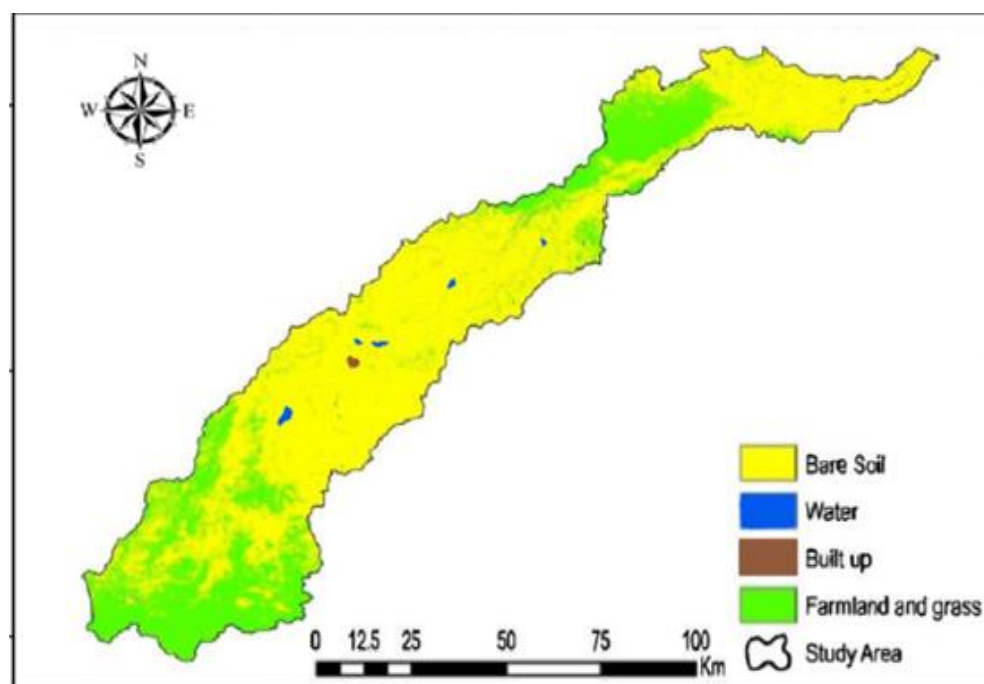 N
W E
S
Bare Soil
Water
Built up
Farmland and grass
Study Area
0 12.5 25 50 75 100
Km